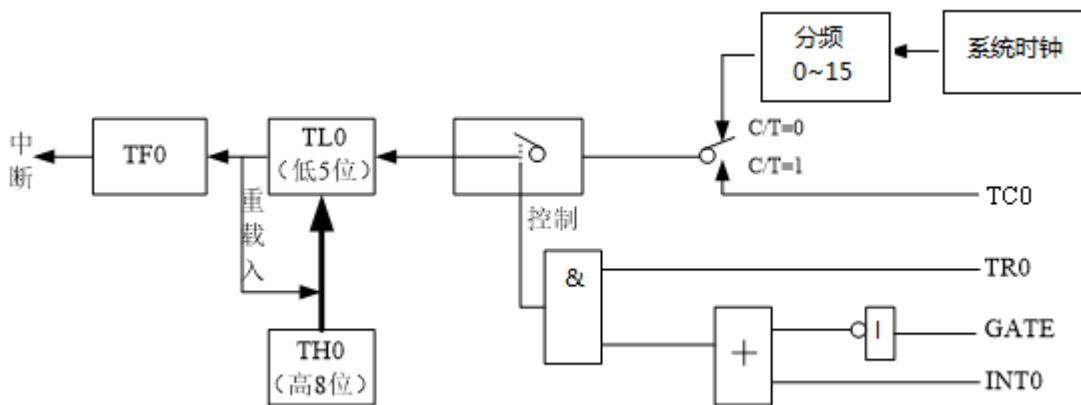 分频
0~15
系统时钟
C/T=0
C/T=1
TC0
中
断
TF0
TL0
(低5位)
控制
重
载
入
&
TR0
TH0
(高8位)
+
I
GATE
INT0